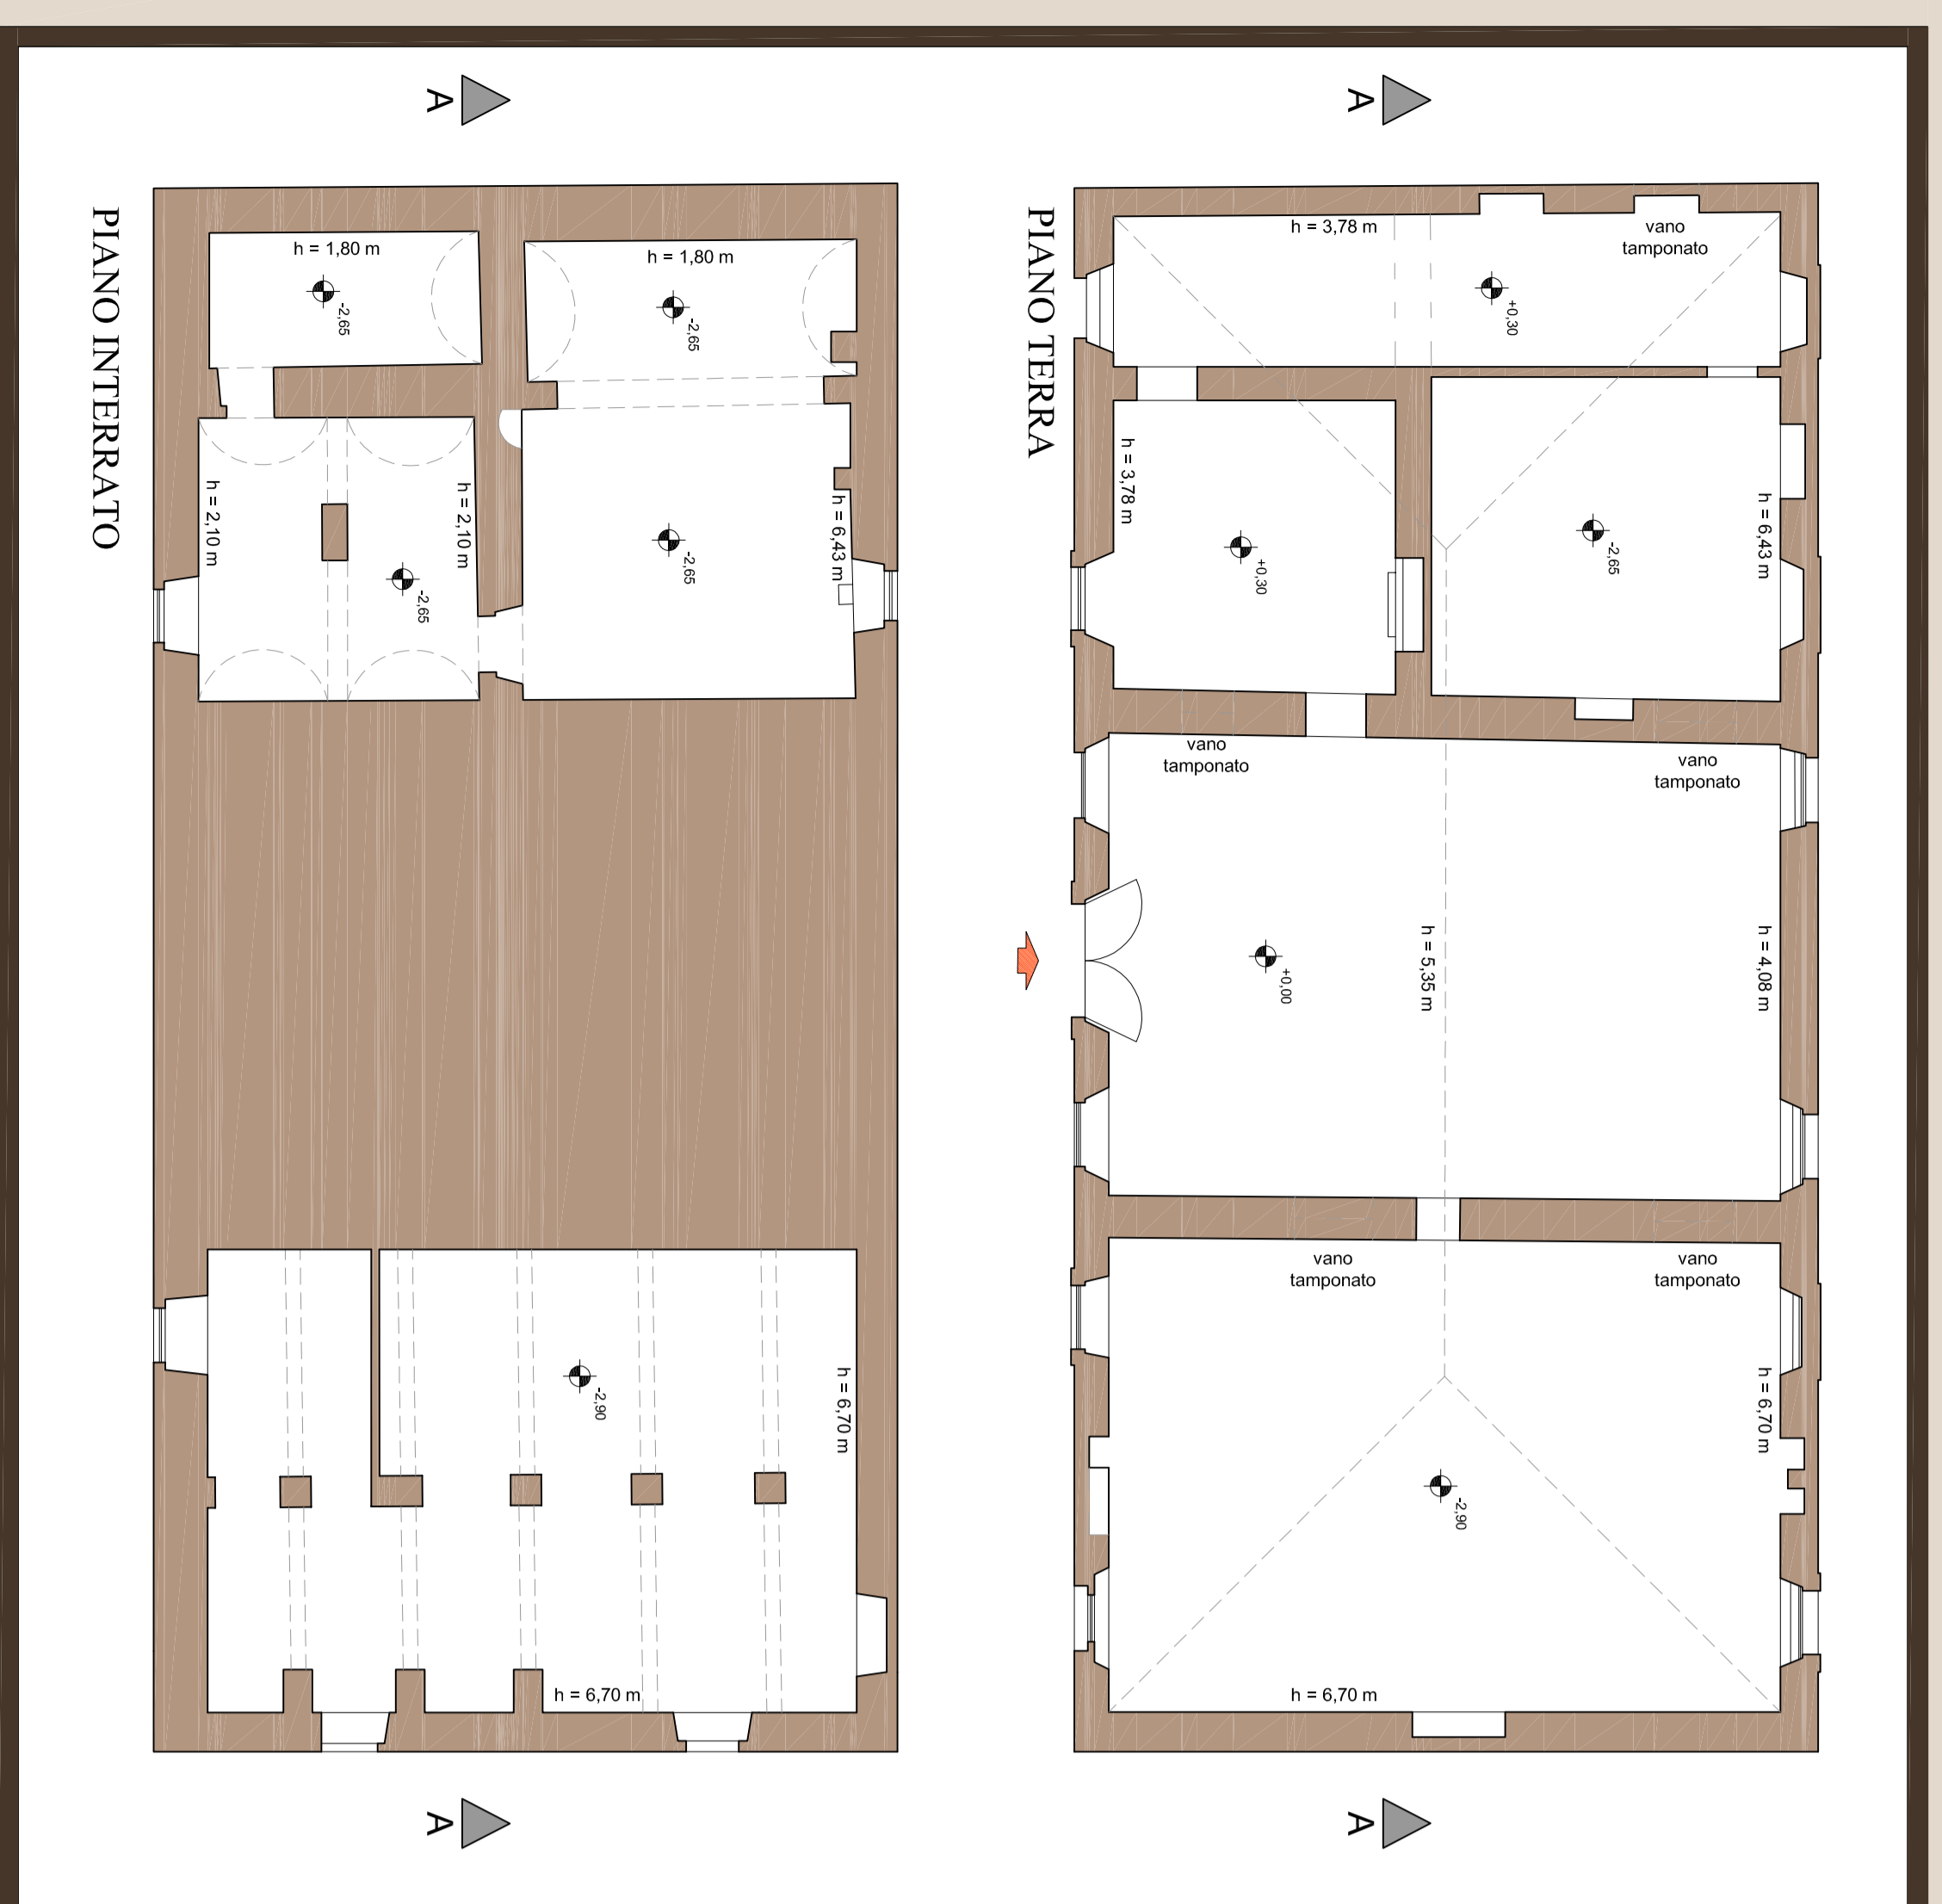 A
A
PIANO INTERRATO
h = 1,80 m
-2,65
h = 1,80 m
-2,65
h = 2,10 m
h = 2,10 m
-2,65
-2,65
h = 6,43 m
-2,90
h = 6,70 m
h = 6,70 m
A
PIANO TERRA
h = 3,78 m
vano
tamponato
+0,30
h = 3,78 m
+0,30
-2,65
h = 6,43 m
vano
tamponato
vano
tamponato
+0,00
h = 5,35 m
h = 4,08 m
vano
tamponato
vano
tamponato
h = 6,70 m
-2,90
h = 6,70 m
A